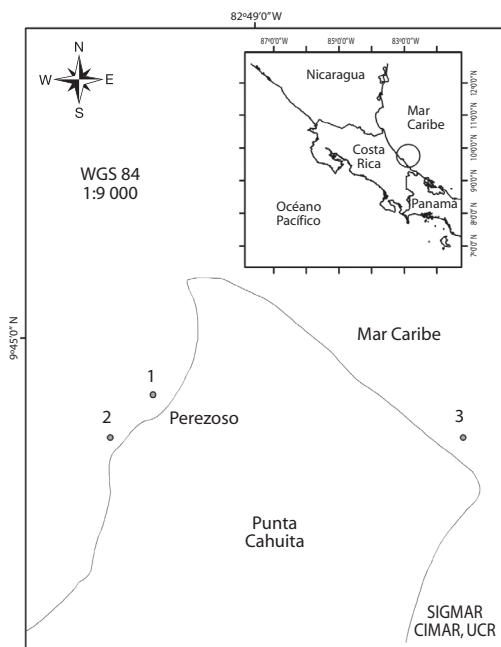 82º49'0'' W
N
W
E
S
WGS 84
1:9 000
87º0'0'' W
85º0'0'' W
83º0'0'' W
Nicaragua
Mar
Caribe
Costa
Rica
Panamá
Océano
Pacífico
12º0'0'' N
11º0'0'' N
10º0'0'' N
9º0'0'' N
8º0'0'' N
7º0'0'' N
9º45'0'' N
Mar Caribe
1
2
Perezoso
3
Punta
Cahuita
SIGMAR
CIMAR, UCR